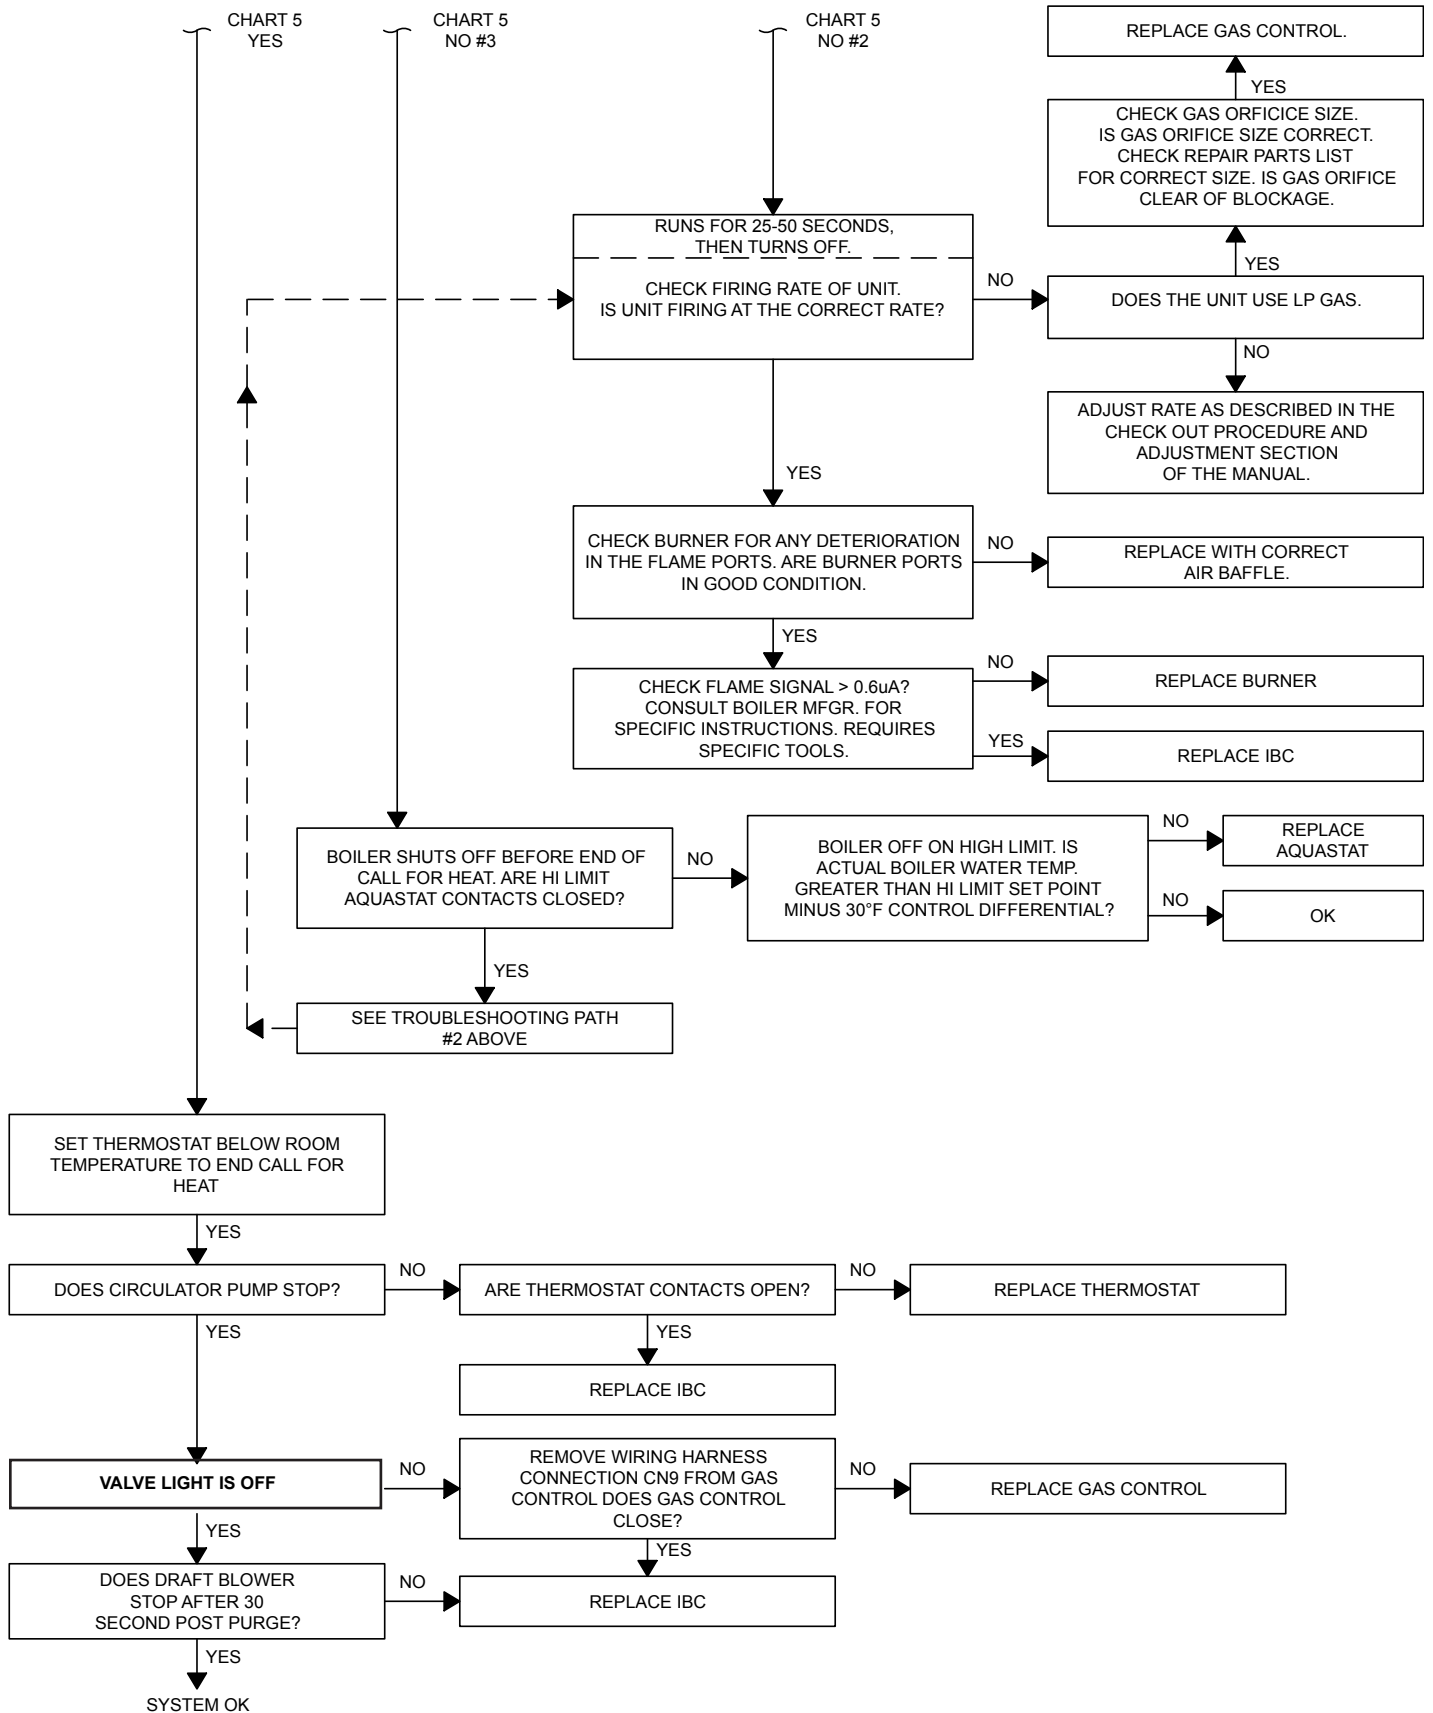 CHART 5
YES
CHART 5
NO #3
CHART 5
NO #2
REPLACE GAS CONTROL.
YES
CHECK GAS ORFICICE SIZE.
IS GAS ORIFICE SIZE CORRECT.
CHECK REPAIR PARTS LIST
FOR CORRECT SIZE. IS GAS ORIFICE
CLEAR OF BLOCKAGE.
YES
RUNS FOR 25-50 SECONDS,
THEN TURNS OFF.
CHECK FIRING RATE OF UNIT.
IS UNIT FIRING AT THE CORRECT RATE?
NO
DOES THE UNIT USE LP GAS.
NO
ADJUST RATE AS DESCRIBED IN THE
CHECK OUT PROCEDURE AND
ADJUSTMENT SECTION
OF THE MANUAL.
YES
CHECK BURNER FOR ANY DETERIORATION
IN THE FLAME PORTS. ARE BURNER PORTS
IN GOOD CONDITION.
NO
REPLACE WITH CORRECT
AIR BAFFLE.
YES
CHECK FLAME SIGNAL > 0.6uA?
CONSULT BOILER MFGR. FOR
SPECIFIC INSTRUCTIONS. REQUIRES
SPECIFIC TOOLS.
NO
REPLACE BURNER
YES
REPLACE IBC
BOILER SHUTS OFF BEFORE END OF
CALL FOR HEAT. ARE HI LIMIT
AQUASTAT CONTACTS CLOSED?
NO
BOILER OFF ON HIGH LIMIT. IS
ACTUAL BOILER WATER TEMP.
GREATER THAN HI LIMIT SET POINT
MINUS 30°F CONTROL DIFFERENTIAL?
NO
REPLACE
AQUASTAT
NO
OK
YES
SEE TROUBLESHOOTING PATH
#2 ABOVE
SET THERMOSTAT BELOW ROOM
TEMPERATURE TO END CALL FOR
HEAT
YES
DOES CIRCULATOR PUMP STOP?
NO
ARE THERMOSTAT CONTACTS OPEN?
NO
REPLACE THERMOSTAT
YES
YES
REPLACE IBC
VALVE LIGHT IS OFF
NO
REMOVE WIRING HARNESS
CONNECTION CN9 FROM GAS
CONTROL DOES GAS CONTROL
CLOSE?
NO
REPLACE GAS CONTROL
YES
YES
DOES DRAFT BLOWER
STOP AFTER 30
SECOND POST PURGE?
NO
REPLACE IBC
YES
SYSTEM OK